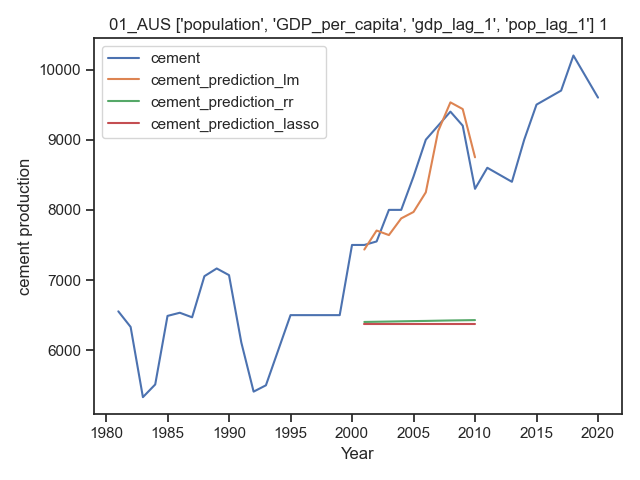 01_AUS ['population', 'GDP_per_capita', 'gdp_lag_1', 'pop_lag_1'] 1
cement
cement_prediction_lm
cement_prediction_rr
cement_prediction_lasso
cement production
10000
9000
8000
7000
6000
1980 1985 1990 1995 2000 2005 2010 2015 2020
Year